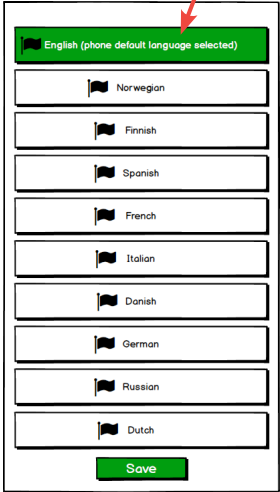 English (phone default language selected)
Norwegian
Finnish
Spanish
French
Italian
Danish
German
Russian
Dutch
Save